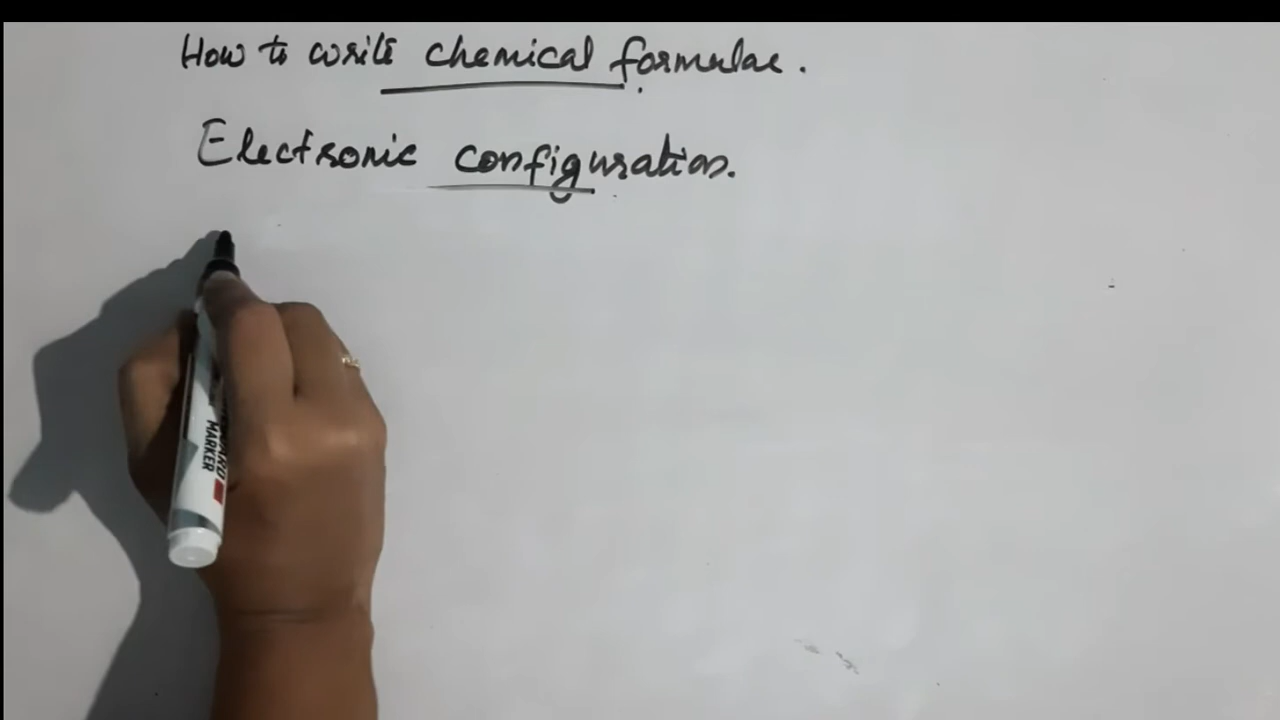 How to write chemical formulae.
Electronic configuration.
MARKER